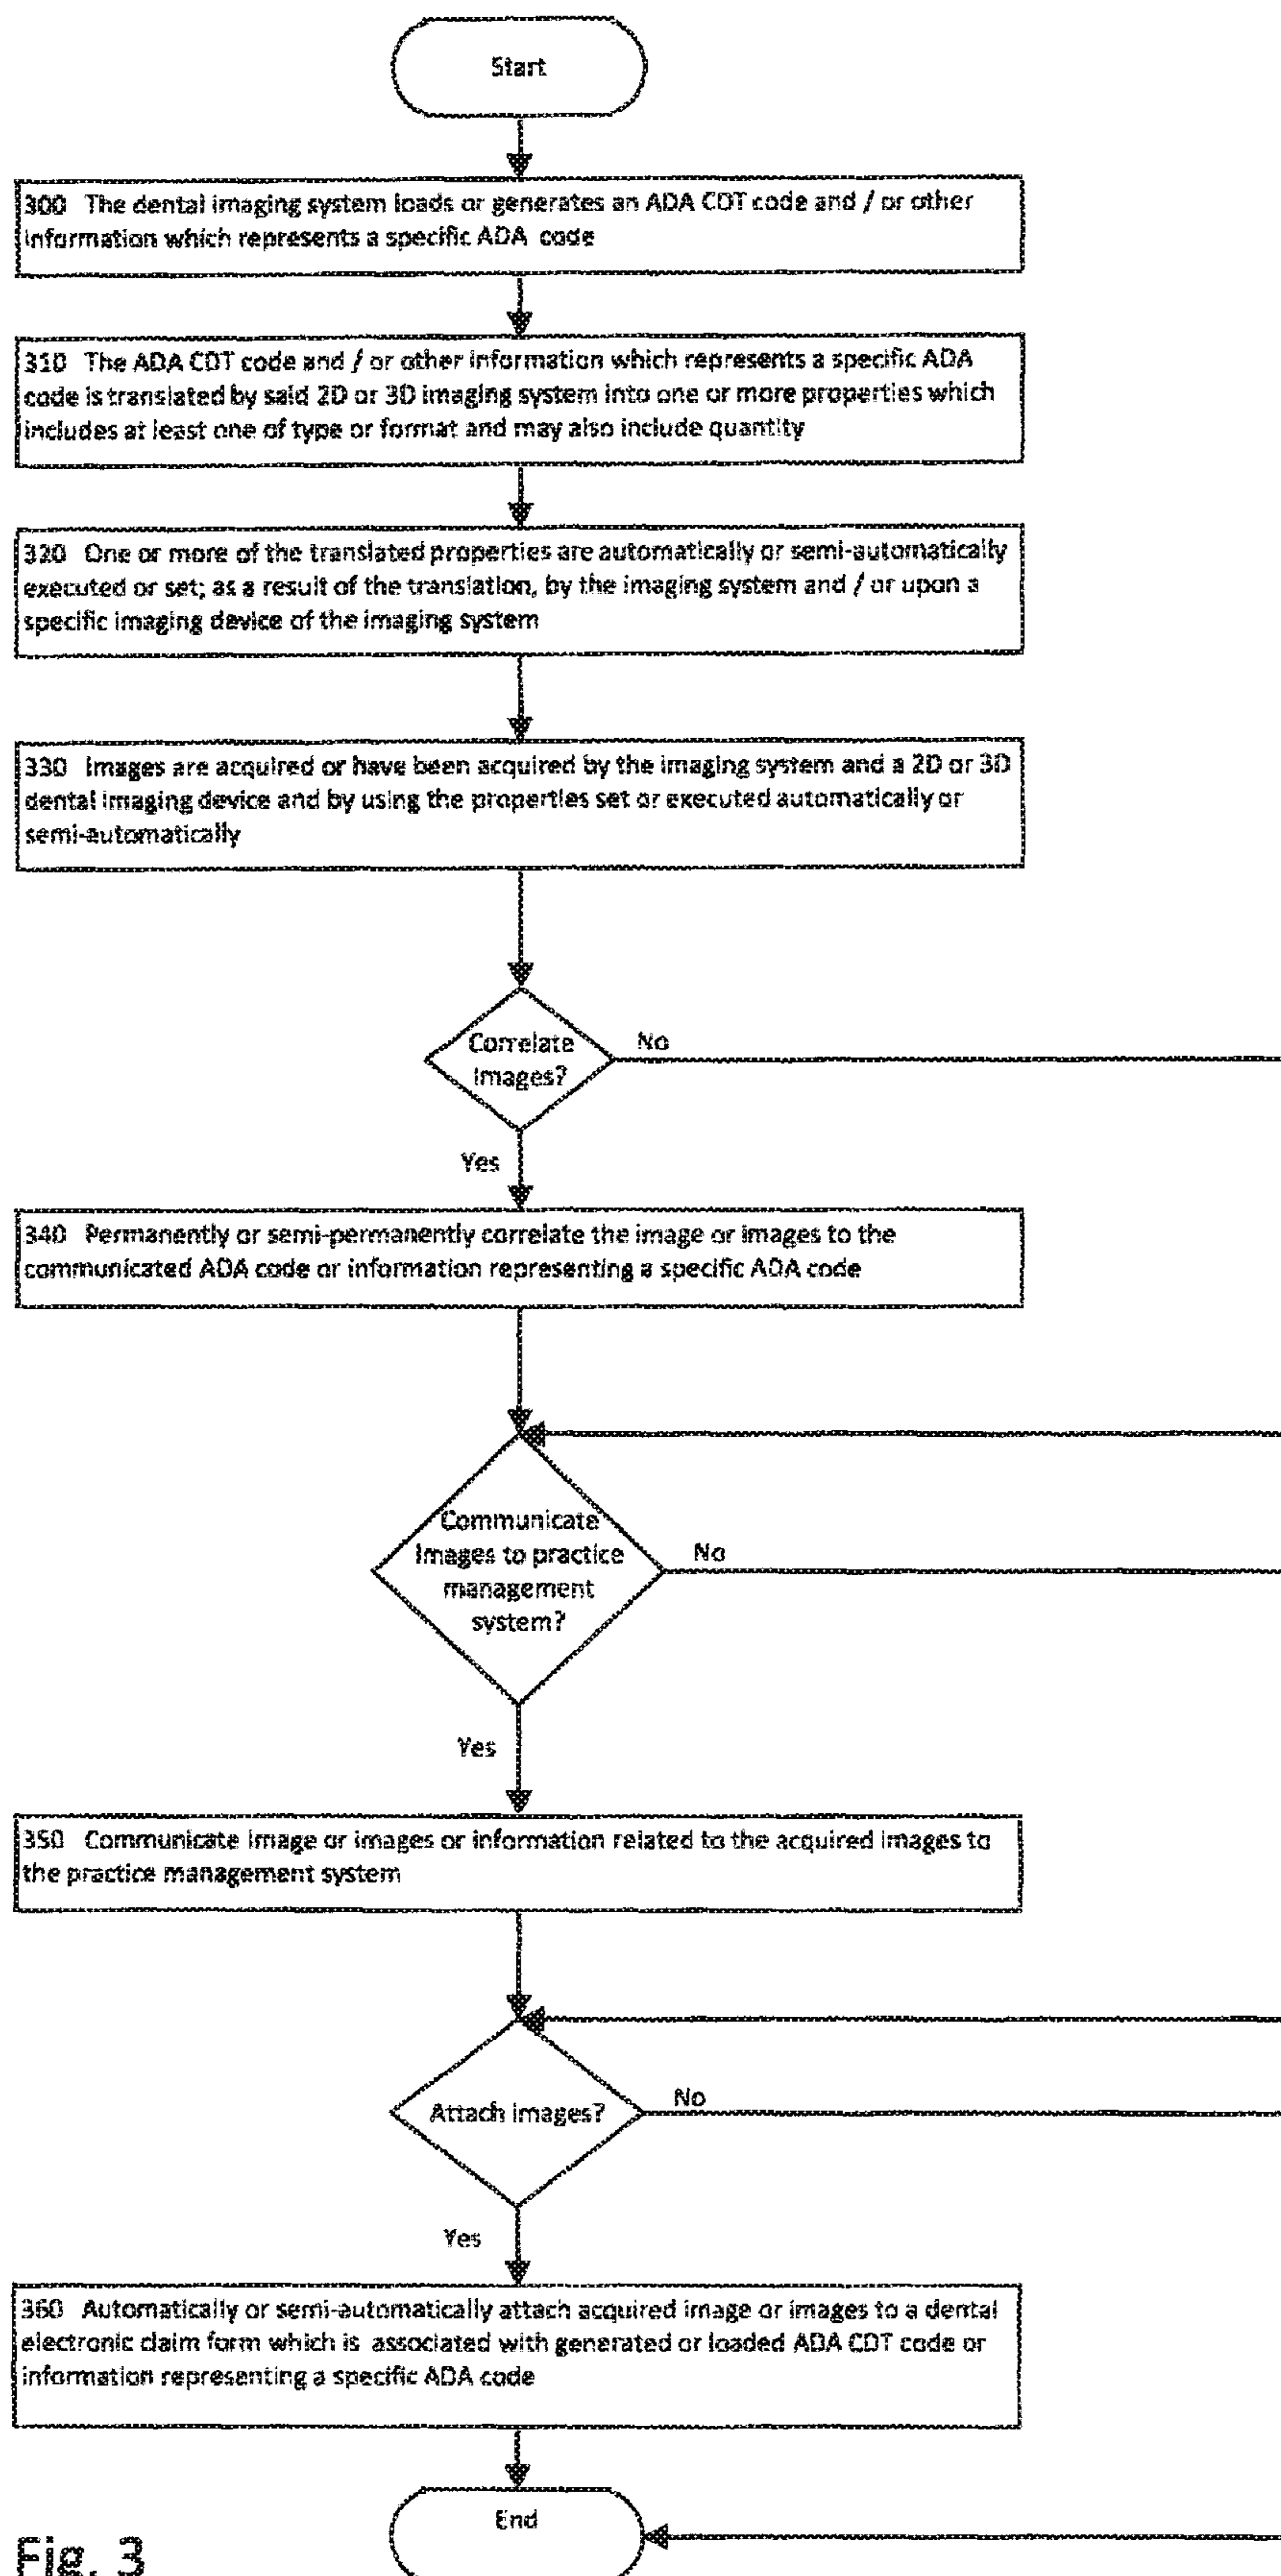 Start
300 The dental imaging system loads or generates an ADA CDT code and / or other
information which represents a specific ADA code
310 The ADA CDT code and / or other information which represents a specific ADA
code is translated by said 2D or 3D imaging system into one or more properties which
includes at least one of type or format and may also include quantity
320 One or more of the translated properties are automatically or semi-automatically
executed or set; as a result of the translation, by the imaging system and / or upon a
specific imaging device of the imaging system
330 Images are acquired or have been acquired by the imaging system and a 2D or 3D
dental imaging device and by using the properties set or executed automatically or
semi-automatically
Correlate
images?
No
Yes
340 Permanently or semi-permanently correlate the image or images to the
communicated ADA code or information representing a specific ADA code
Communicate
images to practice
management
system?
No
Yes
350 Communicate image or images or information related to the acquired images to
the practice management system
Attach images?
No
Yes
360 Automatically or semi-automatically attach acquired image or images to a dental
electronic claim form which is associated with generated or loaded ADA CDT code or
information representing a specific ADA code
End
Fig. 3